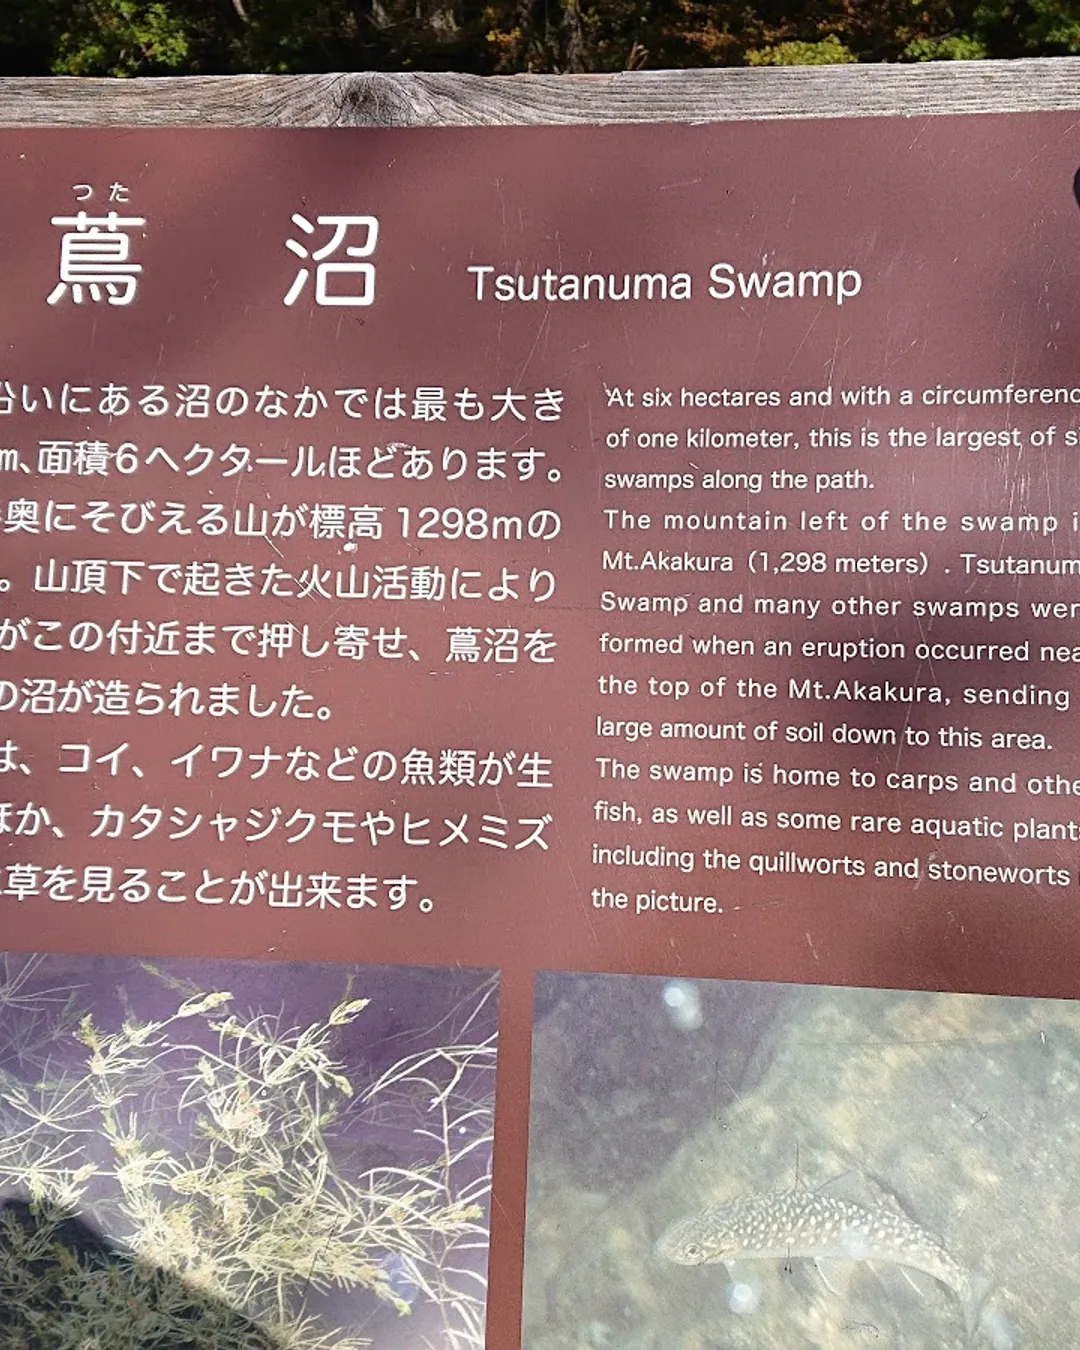 つた
蔦沼 Tsutanuma Swamp
沿いにある沼のなかでは最も大き
m、面積6ヘクタールほどあります。
奥にそびえる山が標高1298mの
。山頂下で起きた火山活動により
がこの付近まで押し寄せ、蔦沼を
の沼が造られました。
は、コイ、イワナなどの魚類が生
ほか、カタシャジクモやヒメミズ
草を見ることが出来ます。
At six hectares and with a circumferenc
of one kilometer, this is the largest of s
swamps along the path.
The mountain left of the swamp i
Mt.Akakura (1,298 meters) . Tsutanum
Swamp and many other swamps wer
formed when an eruption occurred nea
the top of the Mt.Akakura, sending
large amount of soil down to this area.
The swamp is home to carps and othe
fish, as well as some rare aquatic plants
including the quillworts and stoneworts
the picture.